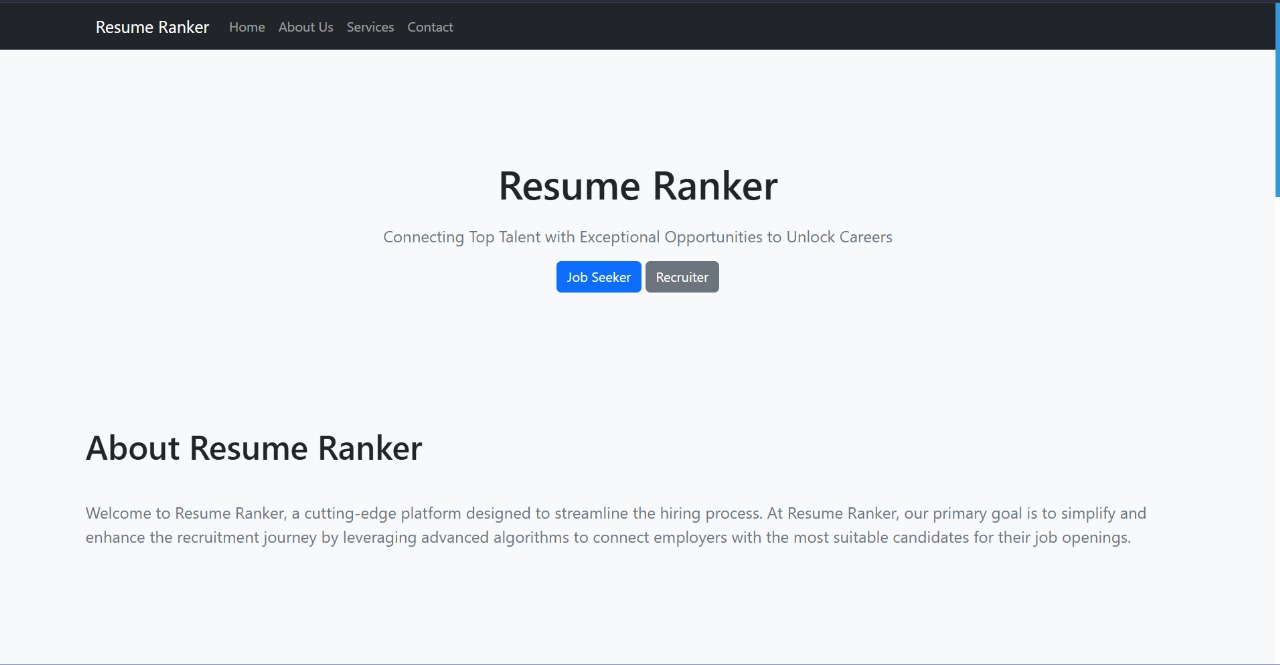 Resume Ranker Home About Us Services Contact
Resume Ranker
Connecting Top Talent with Exceptional Opportunities to Unlock Careers
Job Seeker Recruiter
About Resume Ranker
Welcome to Resume Ranker, a cutting-edge platform designed to streamline the hiring process. At Resume Ranker, our primary goal is to simplify and
enhance the recruitment journey by leveraging advanced algorithms to connect employers with the most suitable candidates for their job openings.